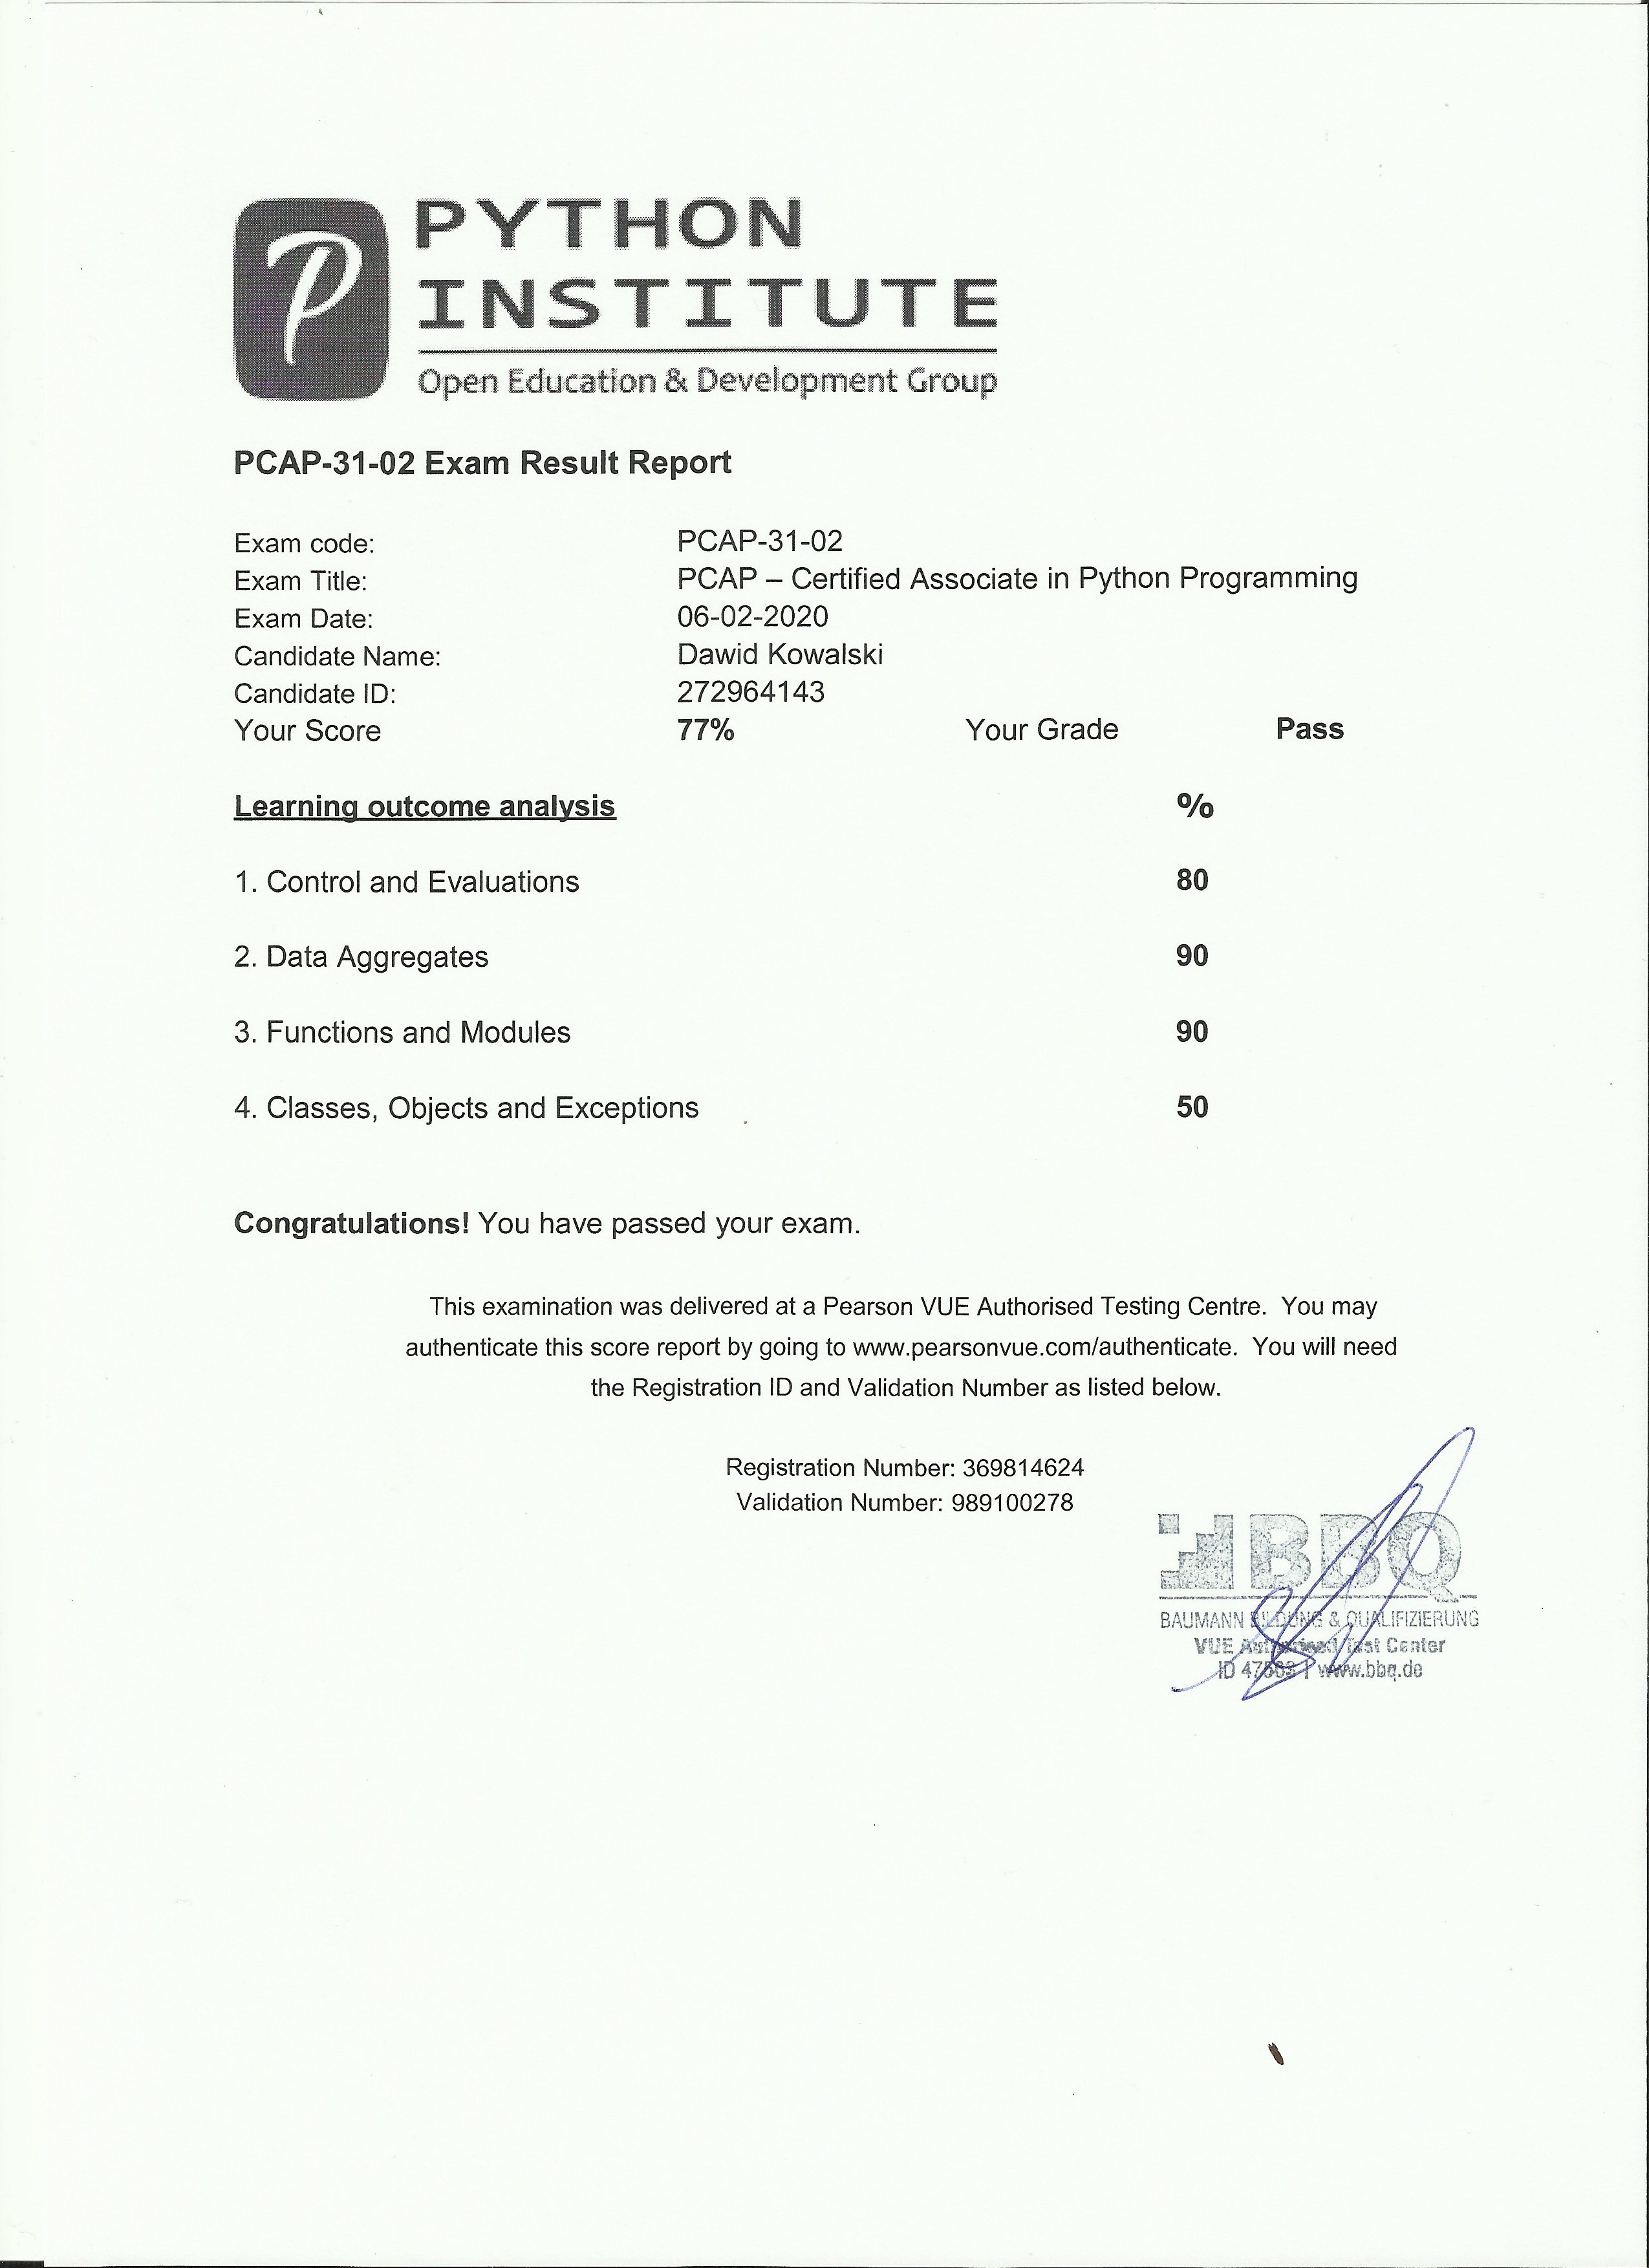 P
PYTHON
INSTITUTE
Open Education & Development Group
PCAP-31-02 Exam Result Report
Exam code: PCAP-31-02
Exam Title: PCAP – Certified Associate in Python Programming
Exam Date: 06-02-2020
Candidate Name: Dawid Kowalski
Candidate ID: 272964143
Your Score 77% Your Grade Pass
Learning outcome analysis %
1. Control and Evaluations 80
2. Data Aggregates 90
3. Functions and Modules 90
4. Classes, Objects and Exceptions 50
Congratulations! You have passed your exam.
This examination was delivered at a Pearson VUE Authorised Testing Centre. You may
authenticate this score report by going to www.pearsonvue.com/authenticate. You will need
the Registration ID and Validation Number as listed below.
Registration Number: 369814624
Validation Number: 989100278
BBQ
BAUMANN BILDUNG & QUALIFIZIERUNG
VUE Authorised Test Center
ID | www.bbq.de